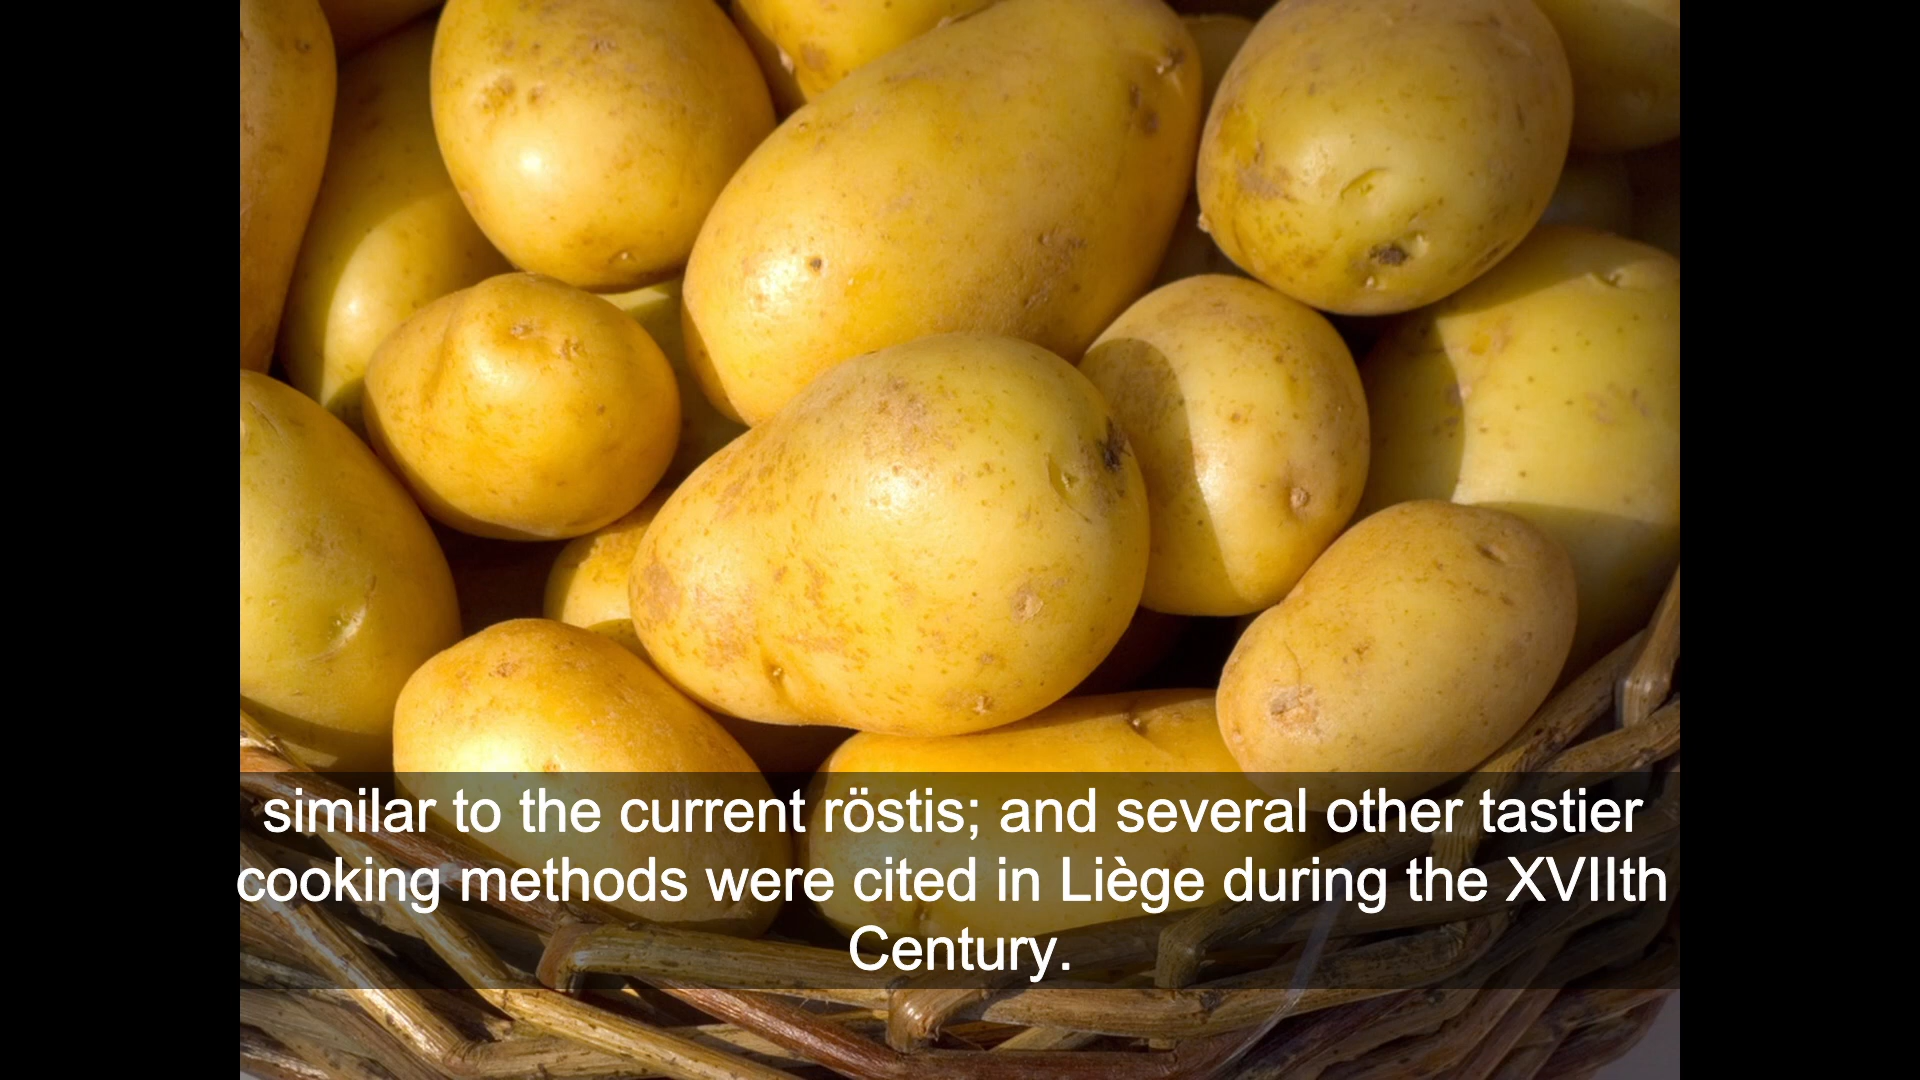 similar to the current röstis; and several other tastier
cooking methods were cited in Liège during the XVIIth
Century.